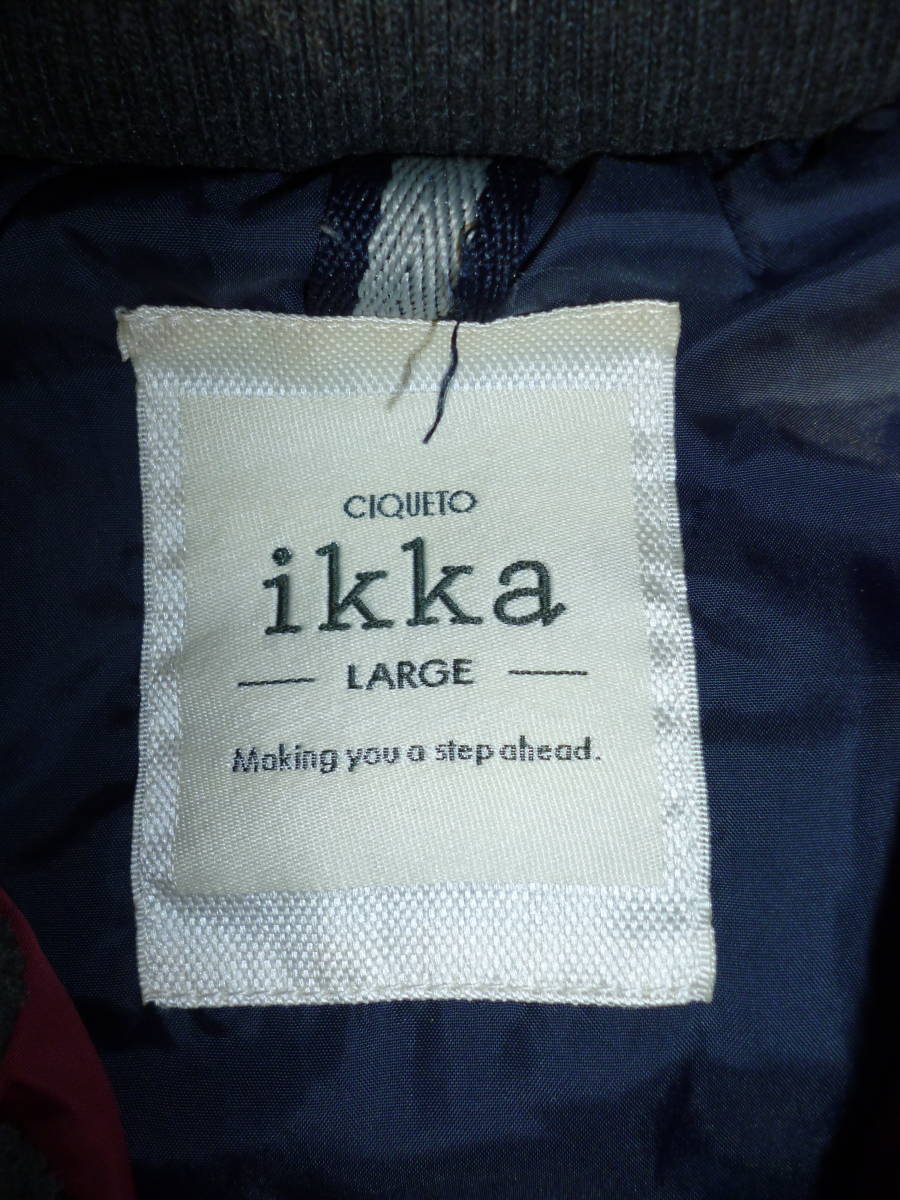 CIQUETO
ikka
LARGE
Making you a step ahead.